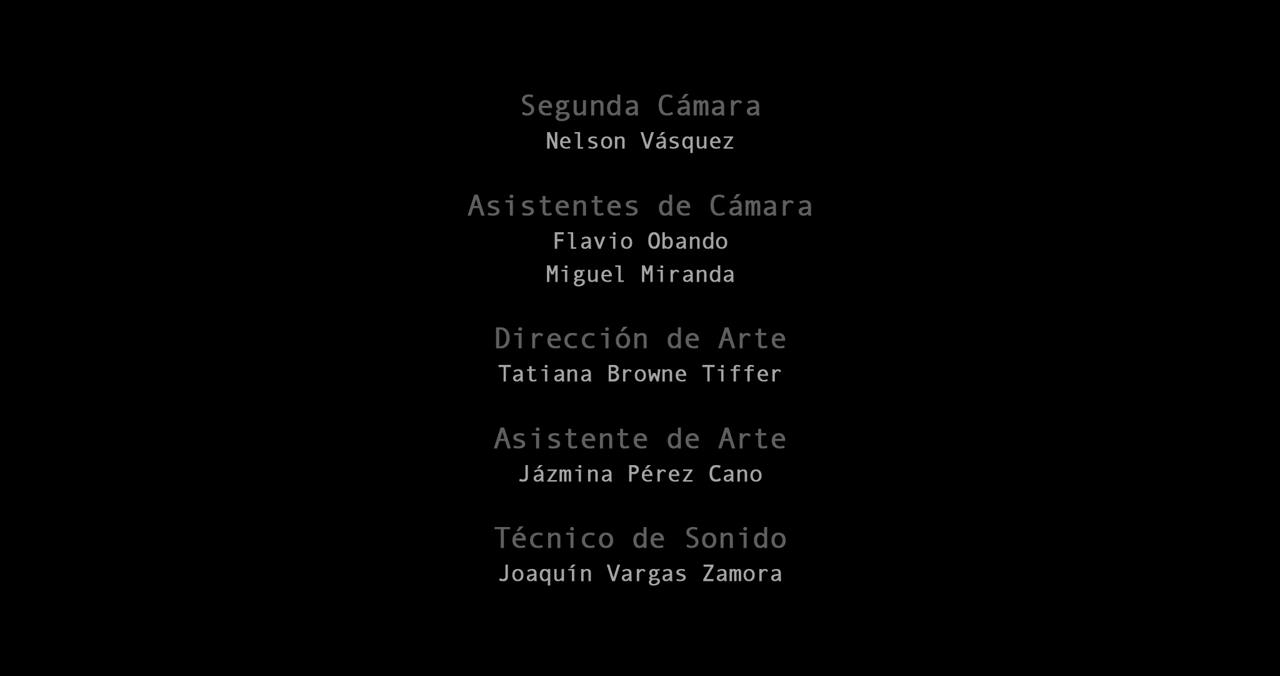 Segunda Cámara
Nelson Vásquez
Asistentes de Cámara
Flavio Obando
Miguel Miranda
Dirección de Arte
Tatiana Browne Tiffer
Asistente de Arte
Jázmina Pérez Cano
Técnico de Sonido
Joaquín Vargas Zamora